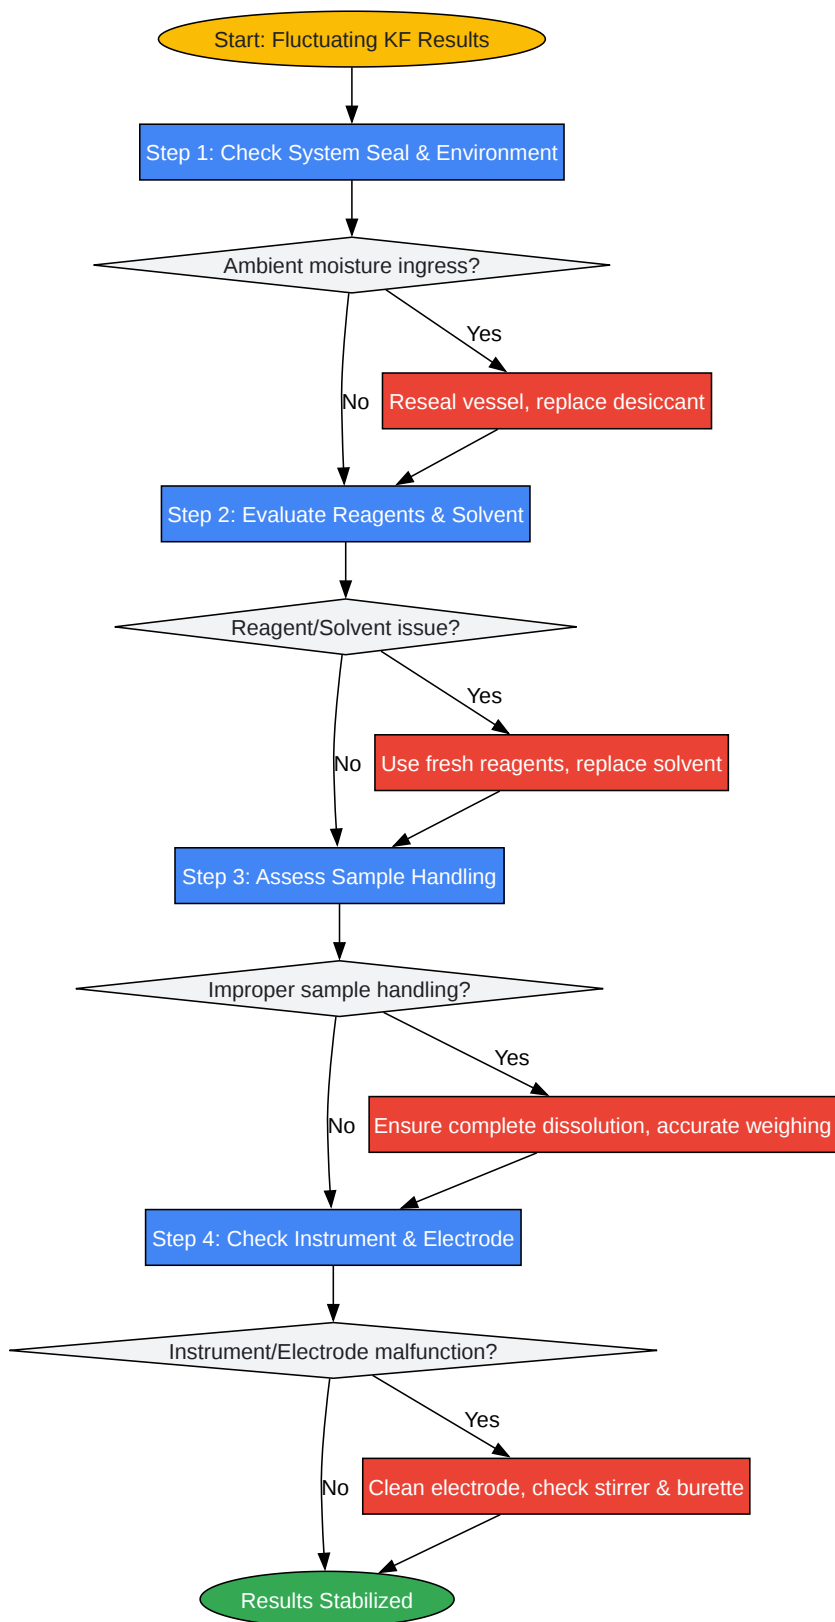 Start: Fluctuating KF Results
Step 1: Check System Seal & Environment
Ambient moisture ingress?
Yes
No
Reseal vessel, replace desiccant
Step 2: Evaluate Reagents & Solvent
Reagent/Solvent issue?
Yes
No
Use fresh reagents, replace solvent
Step 3: Assess Sample Handling
Improper sample handling?
Yes
No
Ensure complete dissolution, accurate weighing
Step 4: Check Instrument & Electrode
Instrument/Electrode malfunction?
Yes
No
Clean electrode, check stirrer & burette
Results Stabilized